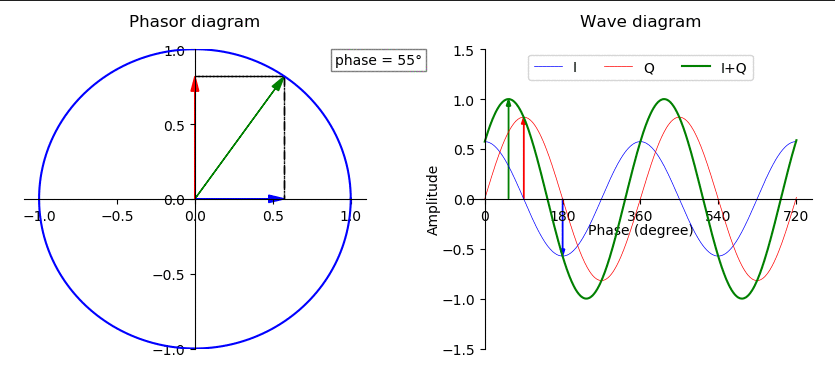 Phasor diagram
phase = 55°
1.0
0.5
0.0
−0.5
−1.0
−1.0 −0.5 0.0 0.5 1.0
Wave diagram
I Q I+Q
Amplitude
1.5
1.0
0.5
0.0
−0.5
−1.0
−1.5
0 180 360 540 720
Phase (degree)